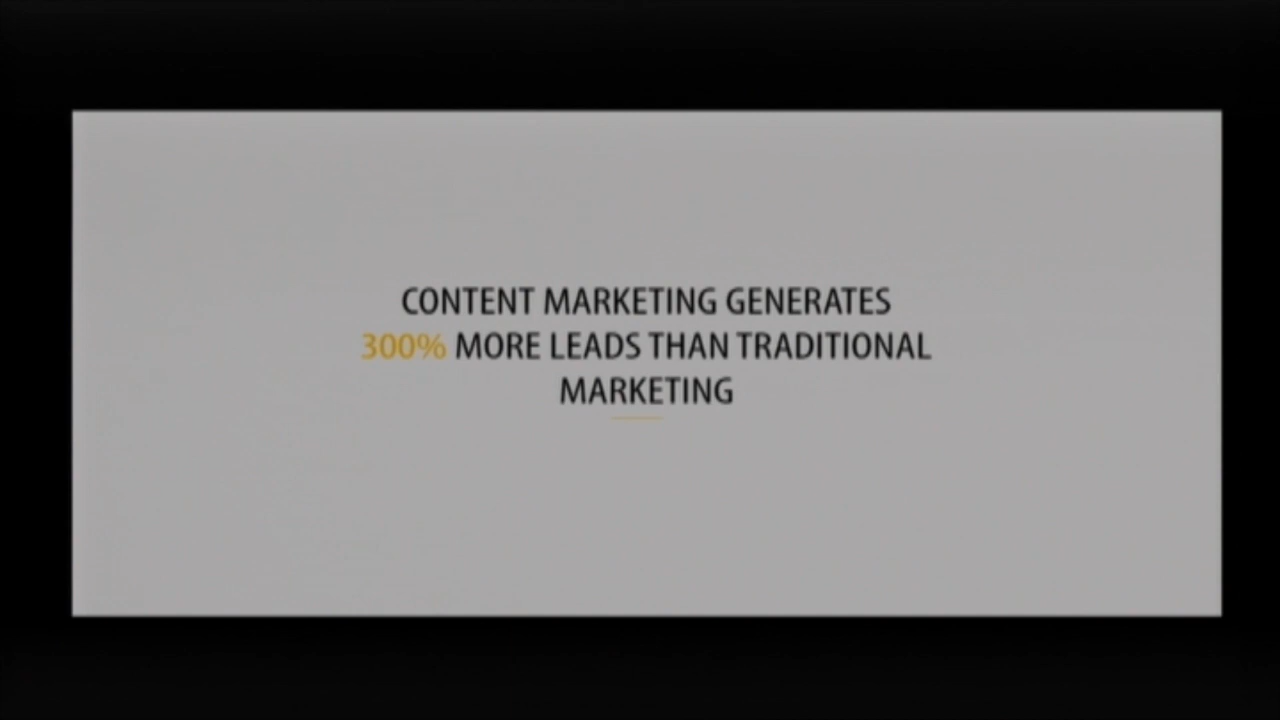 CONTENT MARKETING GENERATES
300% MORE LEADS THAN TRADITIONAL
MARKETING